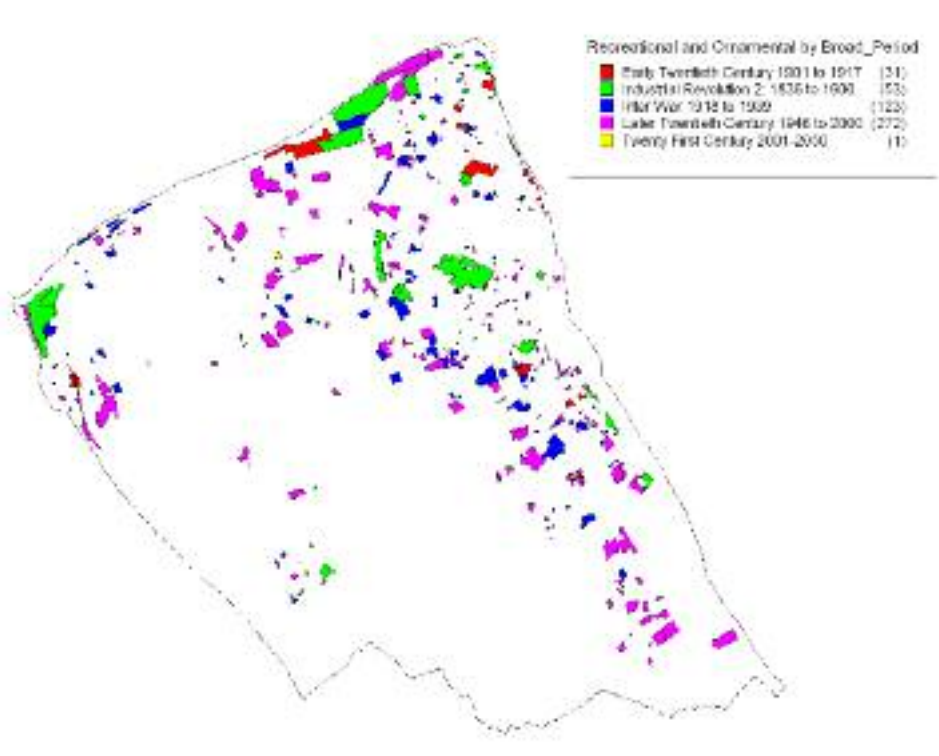 Recreational and Ornamental by Broad_Period
Early Twentieth Century 1901 to 1917 (31)
Industrial Revolution 2: 1836 to 1900 (53)
Inter War 1918 to 1939 (123)
Later Twentieth Century 1946 to 2000 (272)
Twenty First Century 2001-2050 (1)